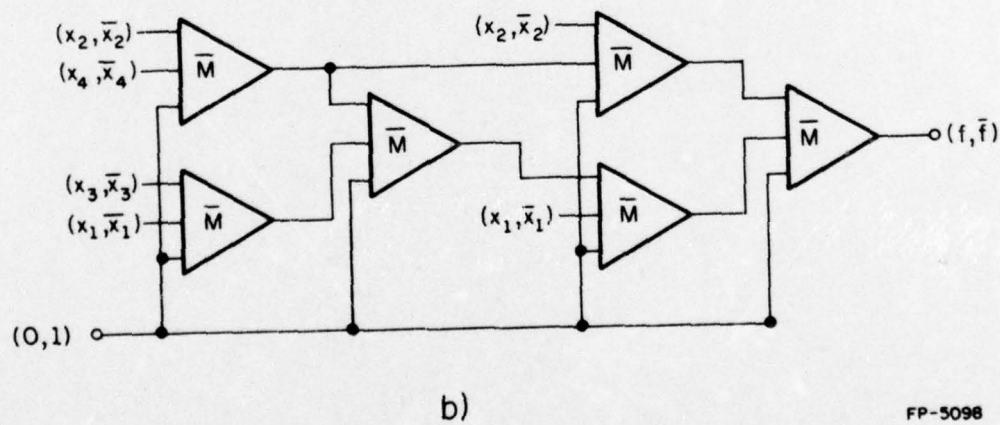 (x₂,x̄₂)
(x₄,x̄₄)
M̄
(x₃,x̄₃)
(x₁,x̄₁)
M̄
M̄
(x₂,x̄₂)
M̄
(x₁,x̄₁)
M̄
M̄
(f,f̄)
(0,1)
b)
FP-5098